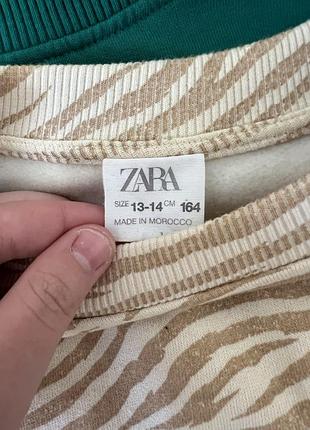 ZARA
SIZE 13-14 CM 164
MADE IN MOROCCO